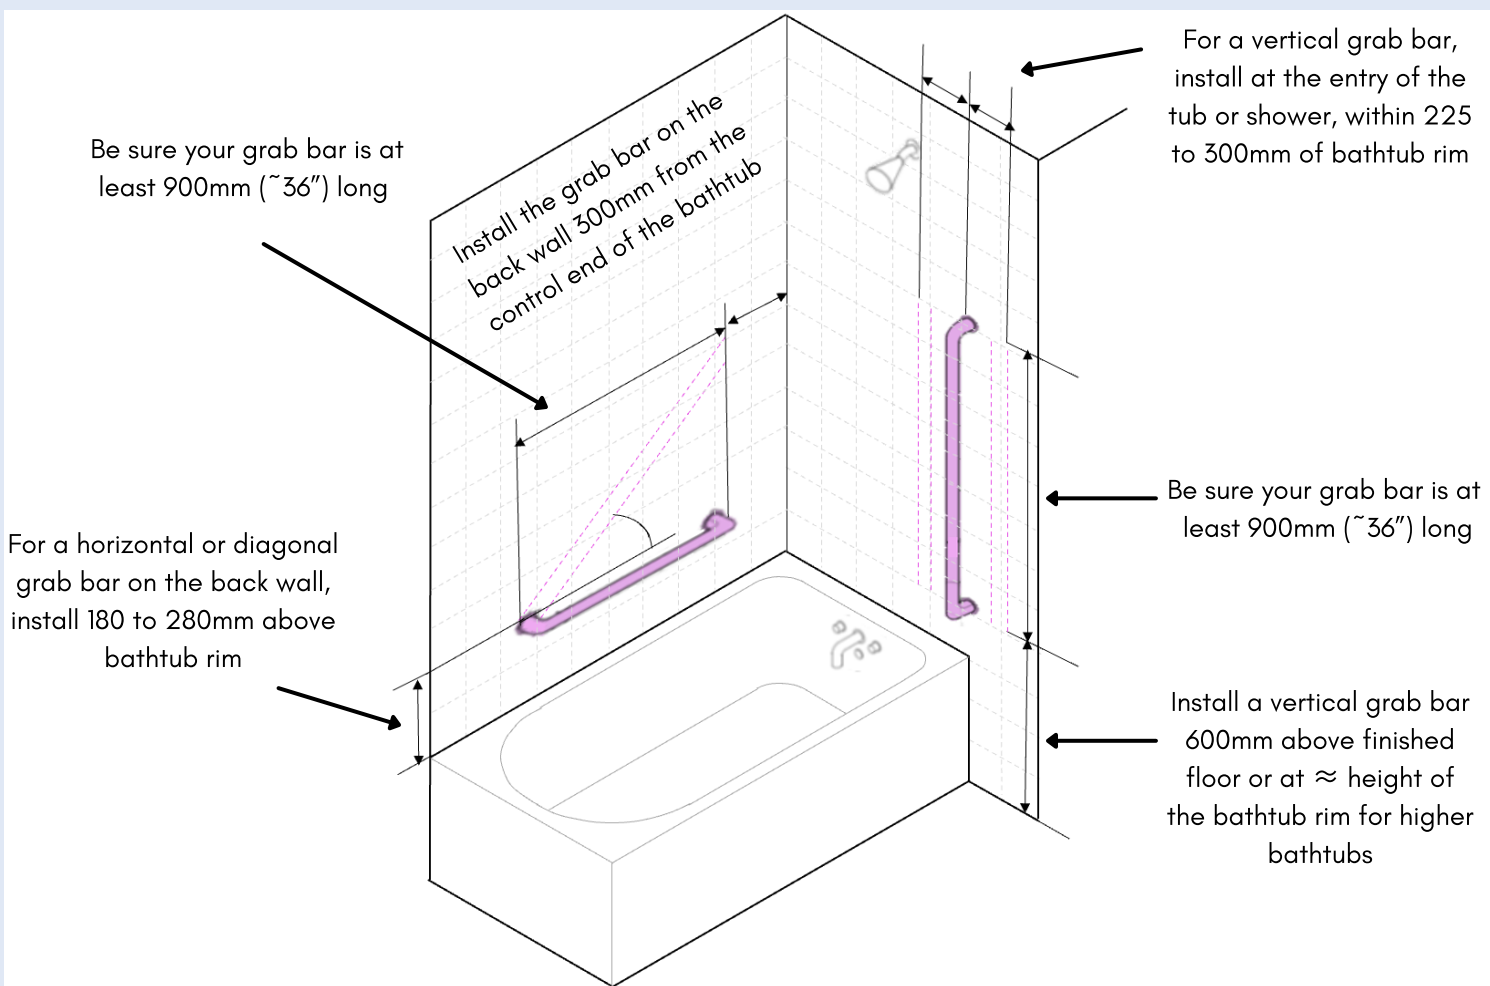 Be sure your grab bar is at
least 900mm (~36") long
Install the grab bar on the
back wall 300mm from the
control end of the bathtub
For a vertical grab bar,
install at the entry of the
tub or shower, within 225
to 300mm of bathtub rim
For a horizontal or diagonal
grab bar on the back wall,
install 180 to 280mm above
bathtub rim
Be sure your grab bar is at
least 900mm (~36") long
Install a vertical grab bar
600mm above finished
floor or at ≈ height of
the bathtub rim for higher
bathtubs